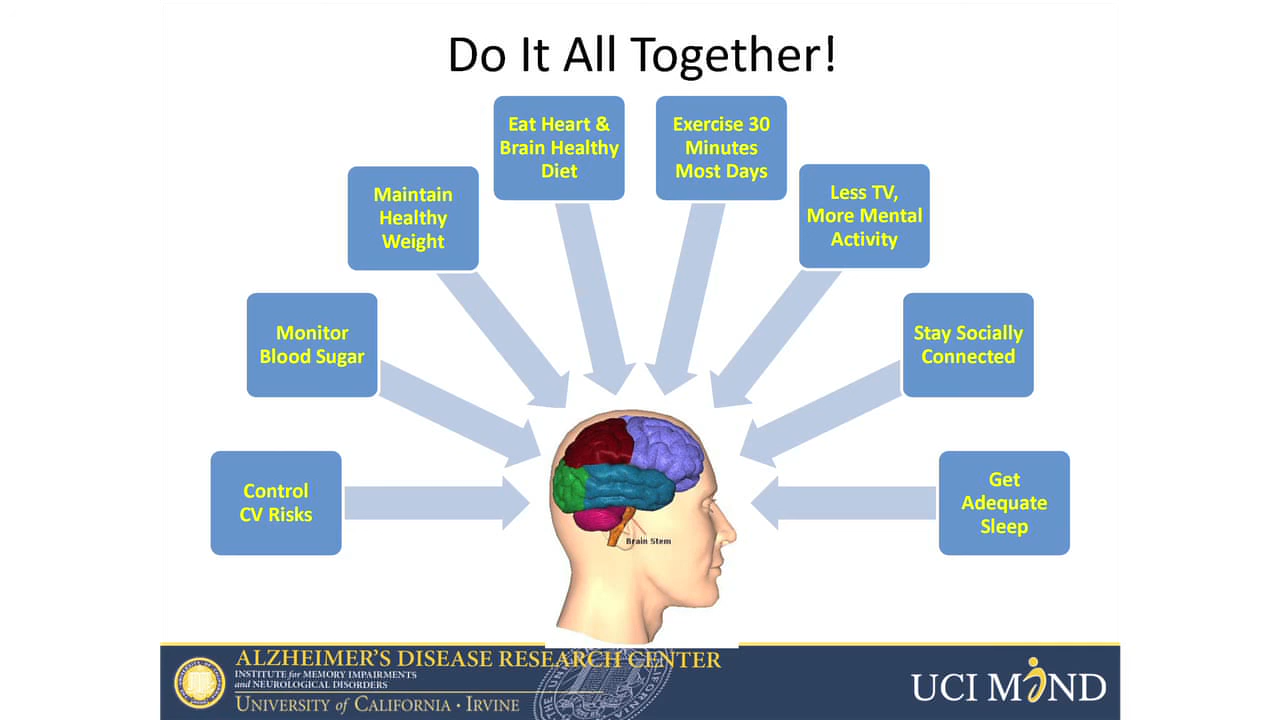 Do It All Together!
Eat Heart &
Brain Healthy
Diet
Exercise 30
Minutes
Most Days
Maintain
Healthy
Weight
Less TV,
More Mental
Activity
Monitor
Blood Sugar
Stay Socially
Connected
Control
CV Risks
Get
Adequate
Sleep
Brain Stem
ALZHEIMER'S DISEASE RESEARCH CENTER
INSTITUTE for MEMORY IMPAIRMENTS
and NEUROLOGICAL DISORDERS
UNIVERSITY of CALIFORNIA · IRVINE
UCI MIND